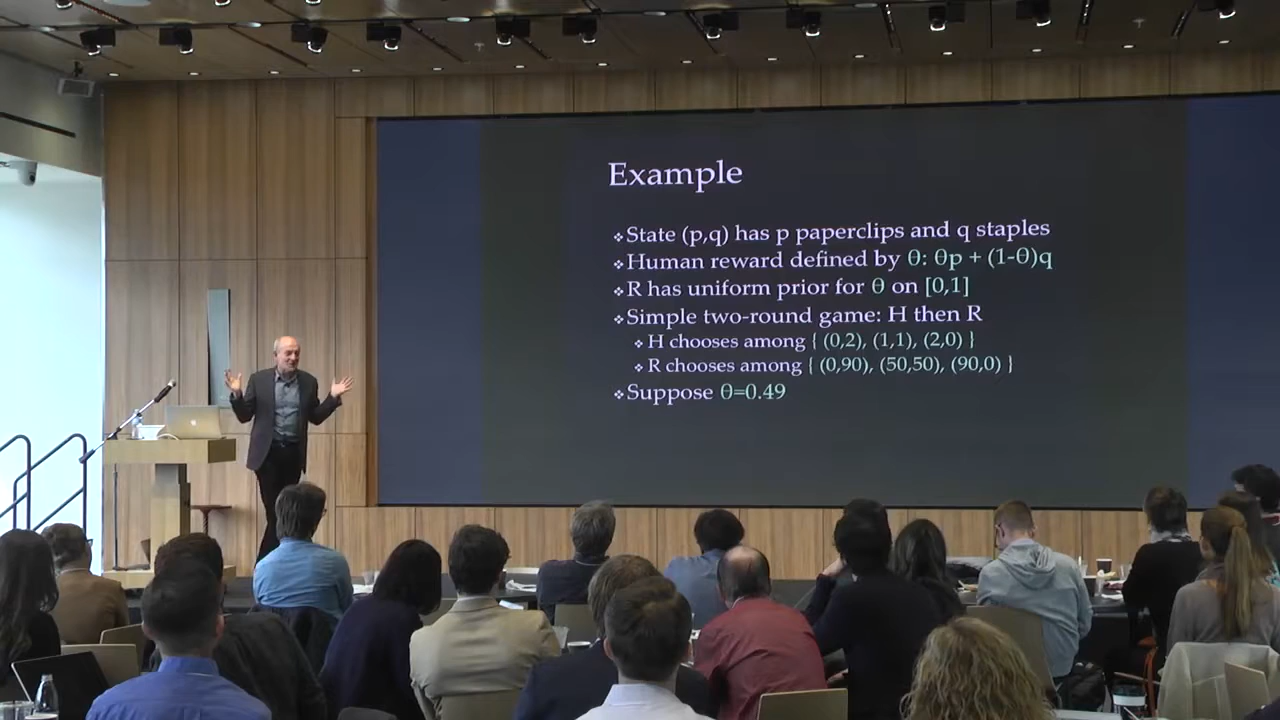 Example
❖State (p,q) has p paperclips and q staples
❖Human reward defined by θ: θp + (1-θ)q
❖R has uniform prior for θ on [0,1]
❖Simple two-round game: H then R
❖H chooses among { (0,2), (1,1), (2,0) }
❖R chooses among { (0,90), (50,50), (90,0) }
❖Suppose θ=0.49